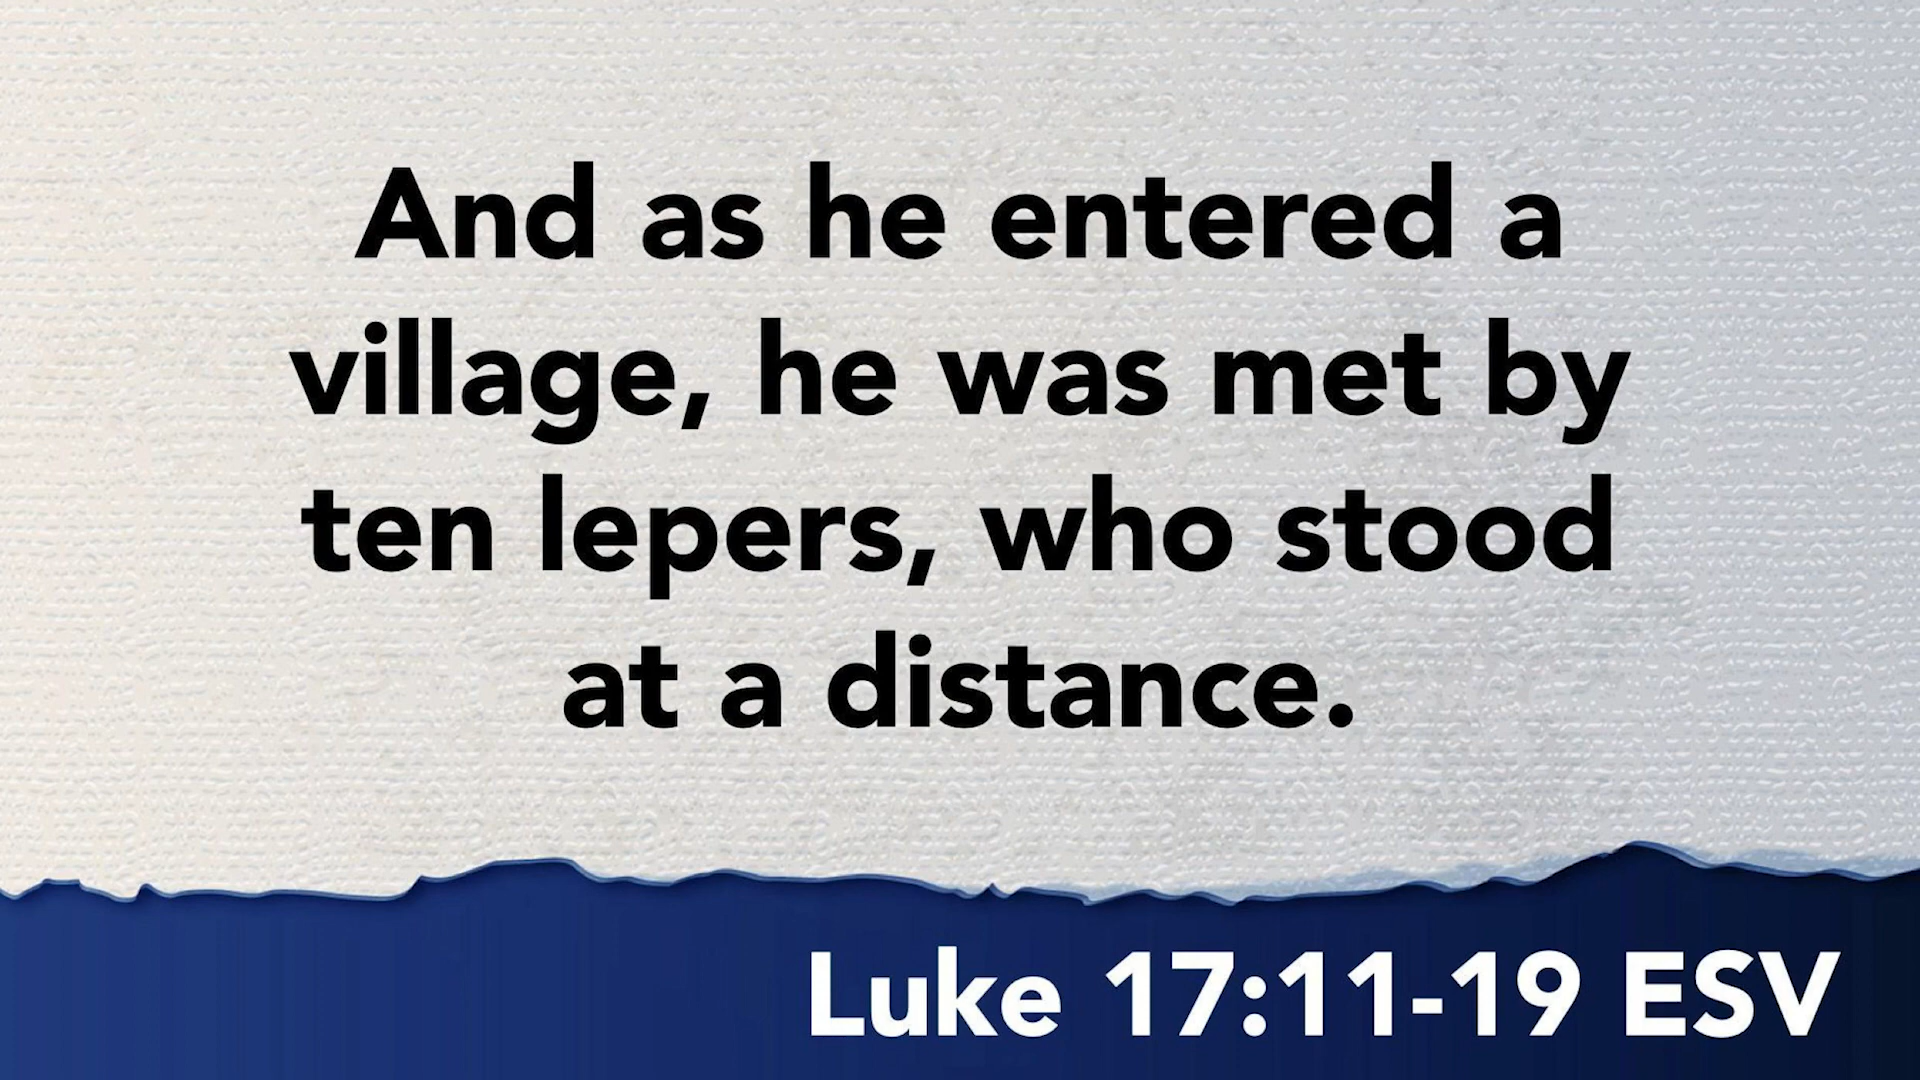 And as he entered a
village, he was met by
ten lepers, who stood
at a distance.
Luke 17:11-19 ESV